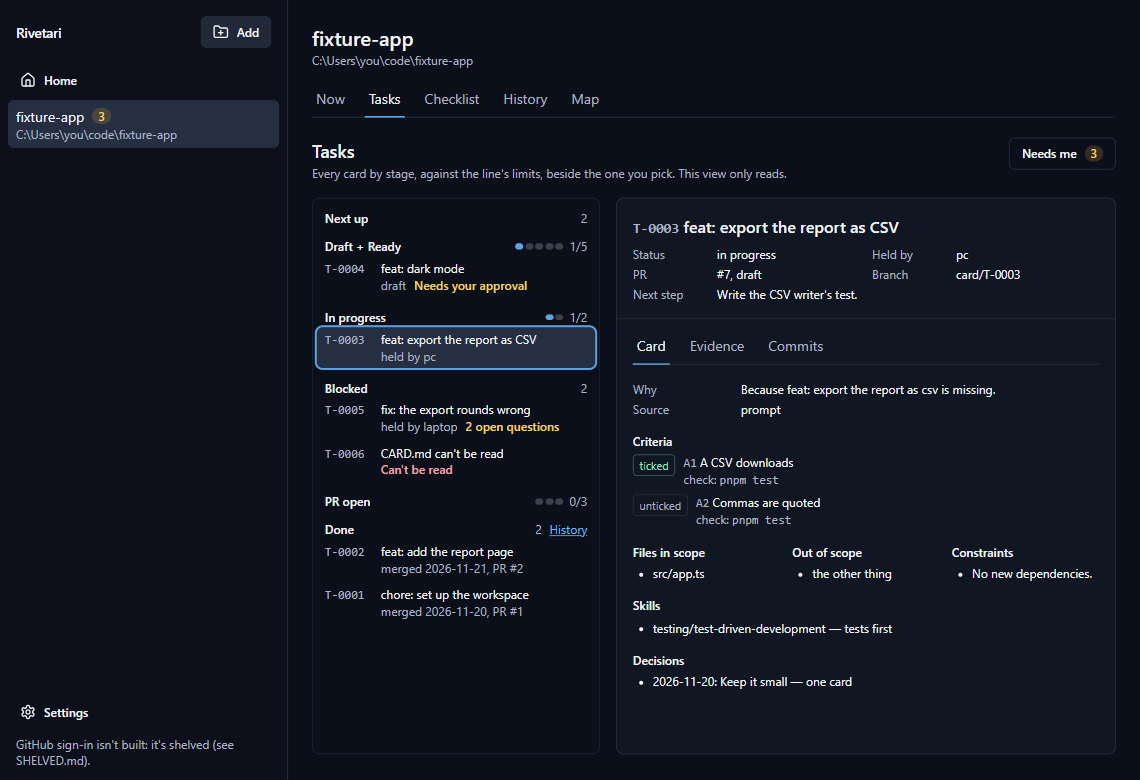 Rivetari
Add
Home
fixture-app 3
C:\Users\you\code\fixture-app
Settings
GitHub sign-in isn't built: it's shelved (see
SHELVED.md).
fixture-app
C:\Users\you\code\fixture-app
Now Tasks Checklist History Map
Tasks
Every card by stage, against the line's limits, beside the one you pick. This view only reads.
Needs me 3
Next up 2
Draft + Ready 1/5
T-0004 feat: dark mode
draft Needs your approval
In progress 1/2
T-0003 feat: export the report as CSV
held by pc
Blocked 2
T-0005 fix: the export rounds wrong
held by laptop 2 open questions
T-0006 CARD.md can't be read
Can't be read
PR open 0/3
Done 2 History
T-0002 feat: add the report page
merged 2026-11-21, PR #2
T-0001 chore: set up the workspace
merged 2026-11-20, PR #1
T-0003 feat: export the report as CSV
Status in progress Held by pc
PR #7, draft Branch card/T-0003
Next step Write the CSV writer's test.
Card Evidence Commits
Why Because feat: export the report as csv is missing.
Source prompt
Criteria
ticked A1 A CSV downloads
check: pnpm test
unticked A2 Commas are quoted
check: pnpm test
Files in scope Out of scope Constraints
• src/app.ts • the other thing • No new dependencies.
Skills
• testing/test-driven-development — tests first
Decisions
• 2026-11-20: Keep it small — one card